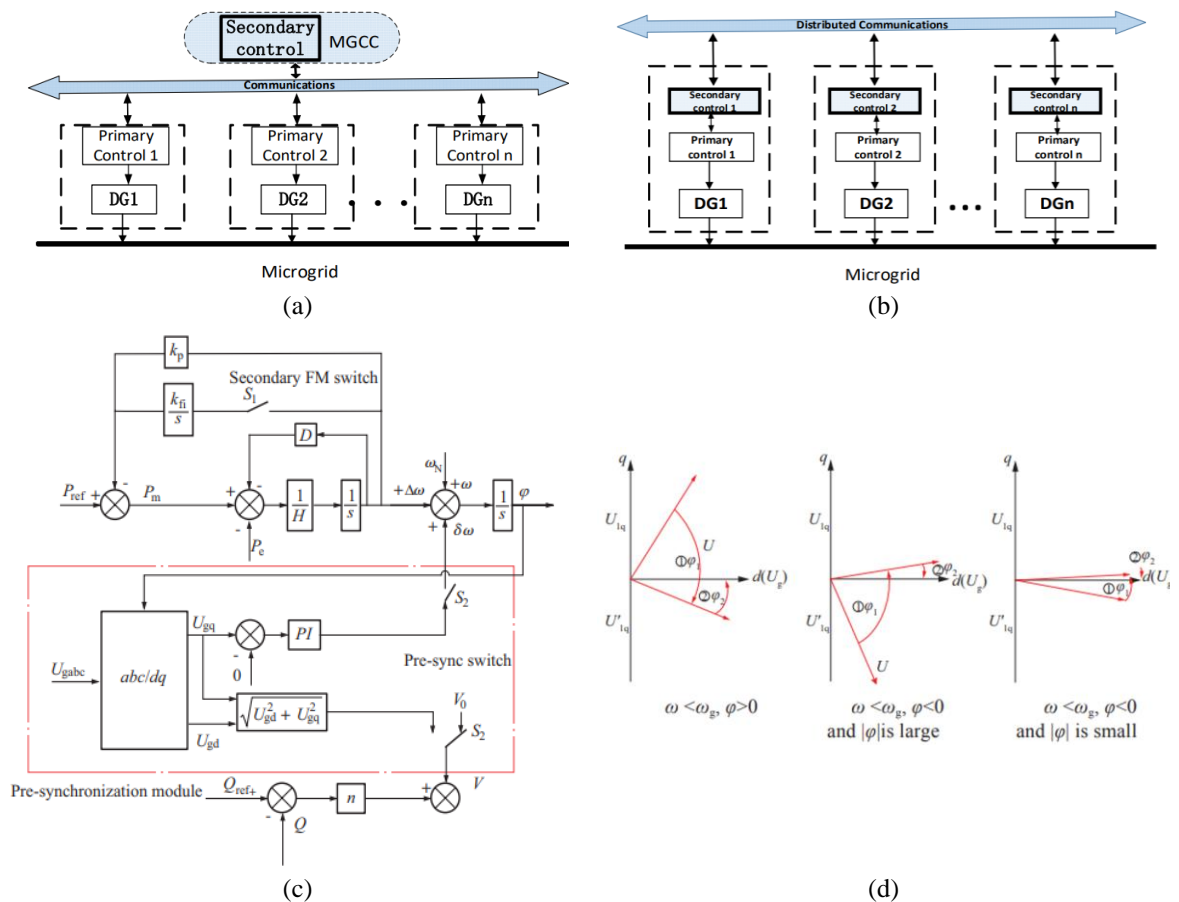 Secondary
control
MGCC
Communications
Primary
Control 1
Primary
Control 2
Primary
Control n
DG1
DG2
• • •
DGn
Microgrid
(a)
Distributed Communications
Secondary
control 1
Secondary
control 2
Secondary
control n
Primary
control 1
Primary
control 2
Primary
control n
DG1
DG2
•••
DGn
Microgrid
(b)
kp
Secondary FM switch
kfi
s
S1
D
ωN
Pref +
-
Pm
+
-
-
Pe
1
H
1
s
+Δω
+ω
+
δω
1
s
φ
S2
Ugq
-
0
PI
Pre-sync switch
Ugabc
abc/dq
√U²gd + U²gq
V0
S2
Ugd
Pre-synchronization module
Qref+
-
Q
n
+
V
(c)
q
U1q
U
①φ1
d(Ug)
②φ2
U'1q
ω <ωg, φ>0
q
U1q
②φ2
d(Ug)
①φ1
U'1q
U
ω <ωg, φ<0
and |φ|is large
q
U1q
②φ2
d(Ug
①φ1
U'1q
ω <ωg, φ<0
and |φ| is small
(d)